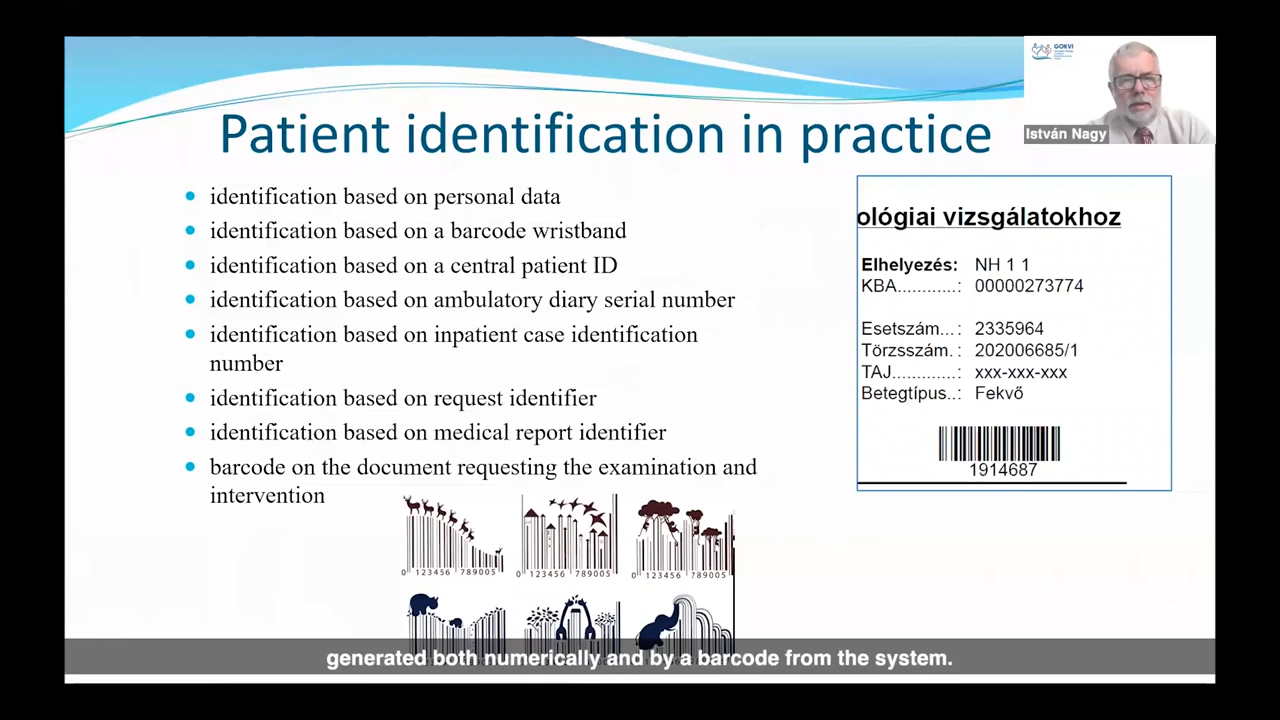 GOKVI
István Nagy
Patient identification in practice
identification based on personal data
identification based on a barcode wristband
identification based on a central patient ID
identification based on ambulatory diary serial number
identification based on inpatient case identification
number
identification based on request identifier
identification based on medical report identifier
barcode on the document requesting the examination and
intervention
ológiai vizsgálatokhoz
Elhelyezés: NH 1 1
KBA............: 00000273774
Esetszám...: 2335964
Törzsszám. : 202006685/1
TAJ............: xxx-xxx-xxx
Betegtípus..: Fekvő
1914687
0 123456 789005
0 123456 789005
0 123456 789005
generated both numerically and by a barcode from the system.